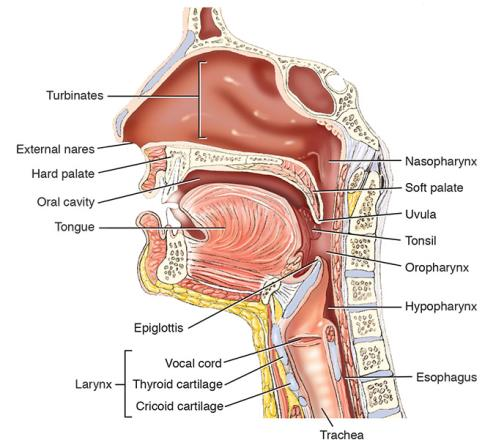 Turbinates
External nares
Hard palate
Oral cavity
Tongue
Epiglottis
Vocal cord
Larynx
Thyroid cartilage
Cricoid cartilage
Nasopharynx
Soft palate
Uvula
Tonsil
Oropharynx
Hypopharynx
Esophagus
Trachea